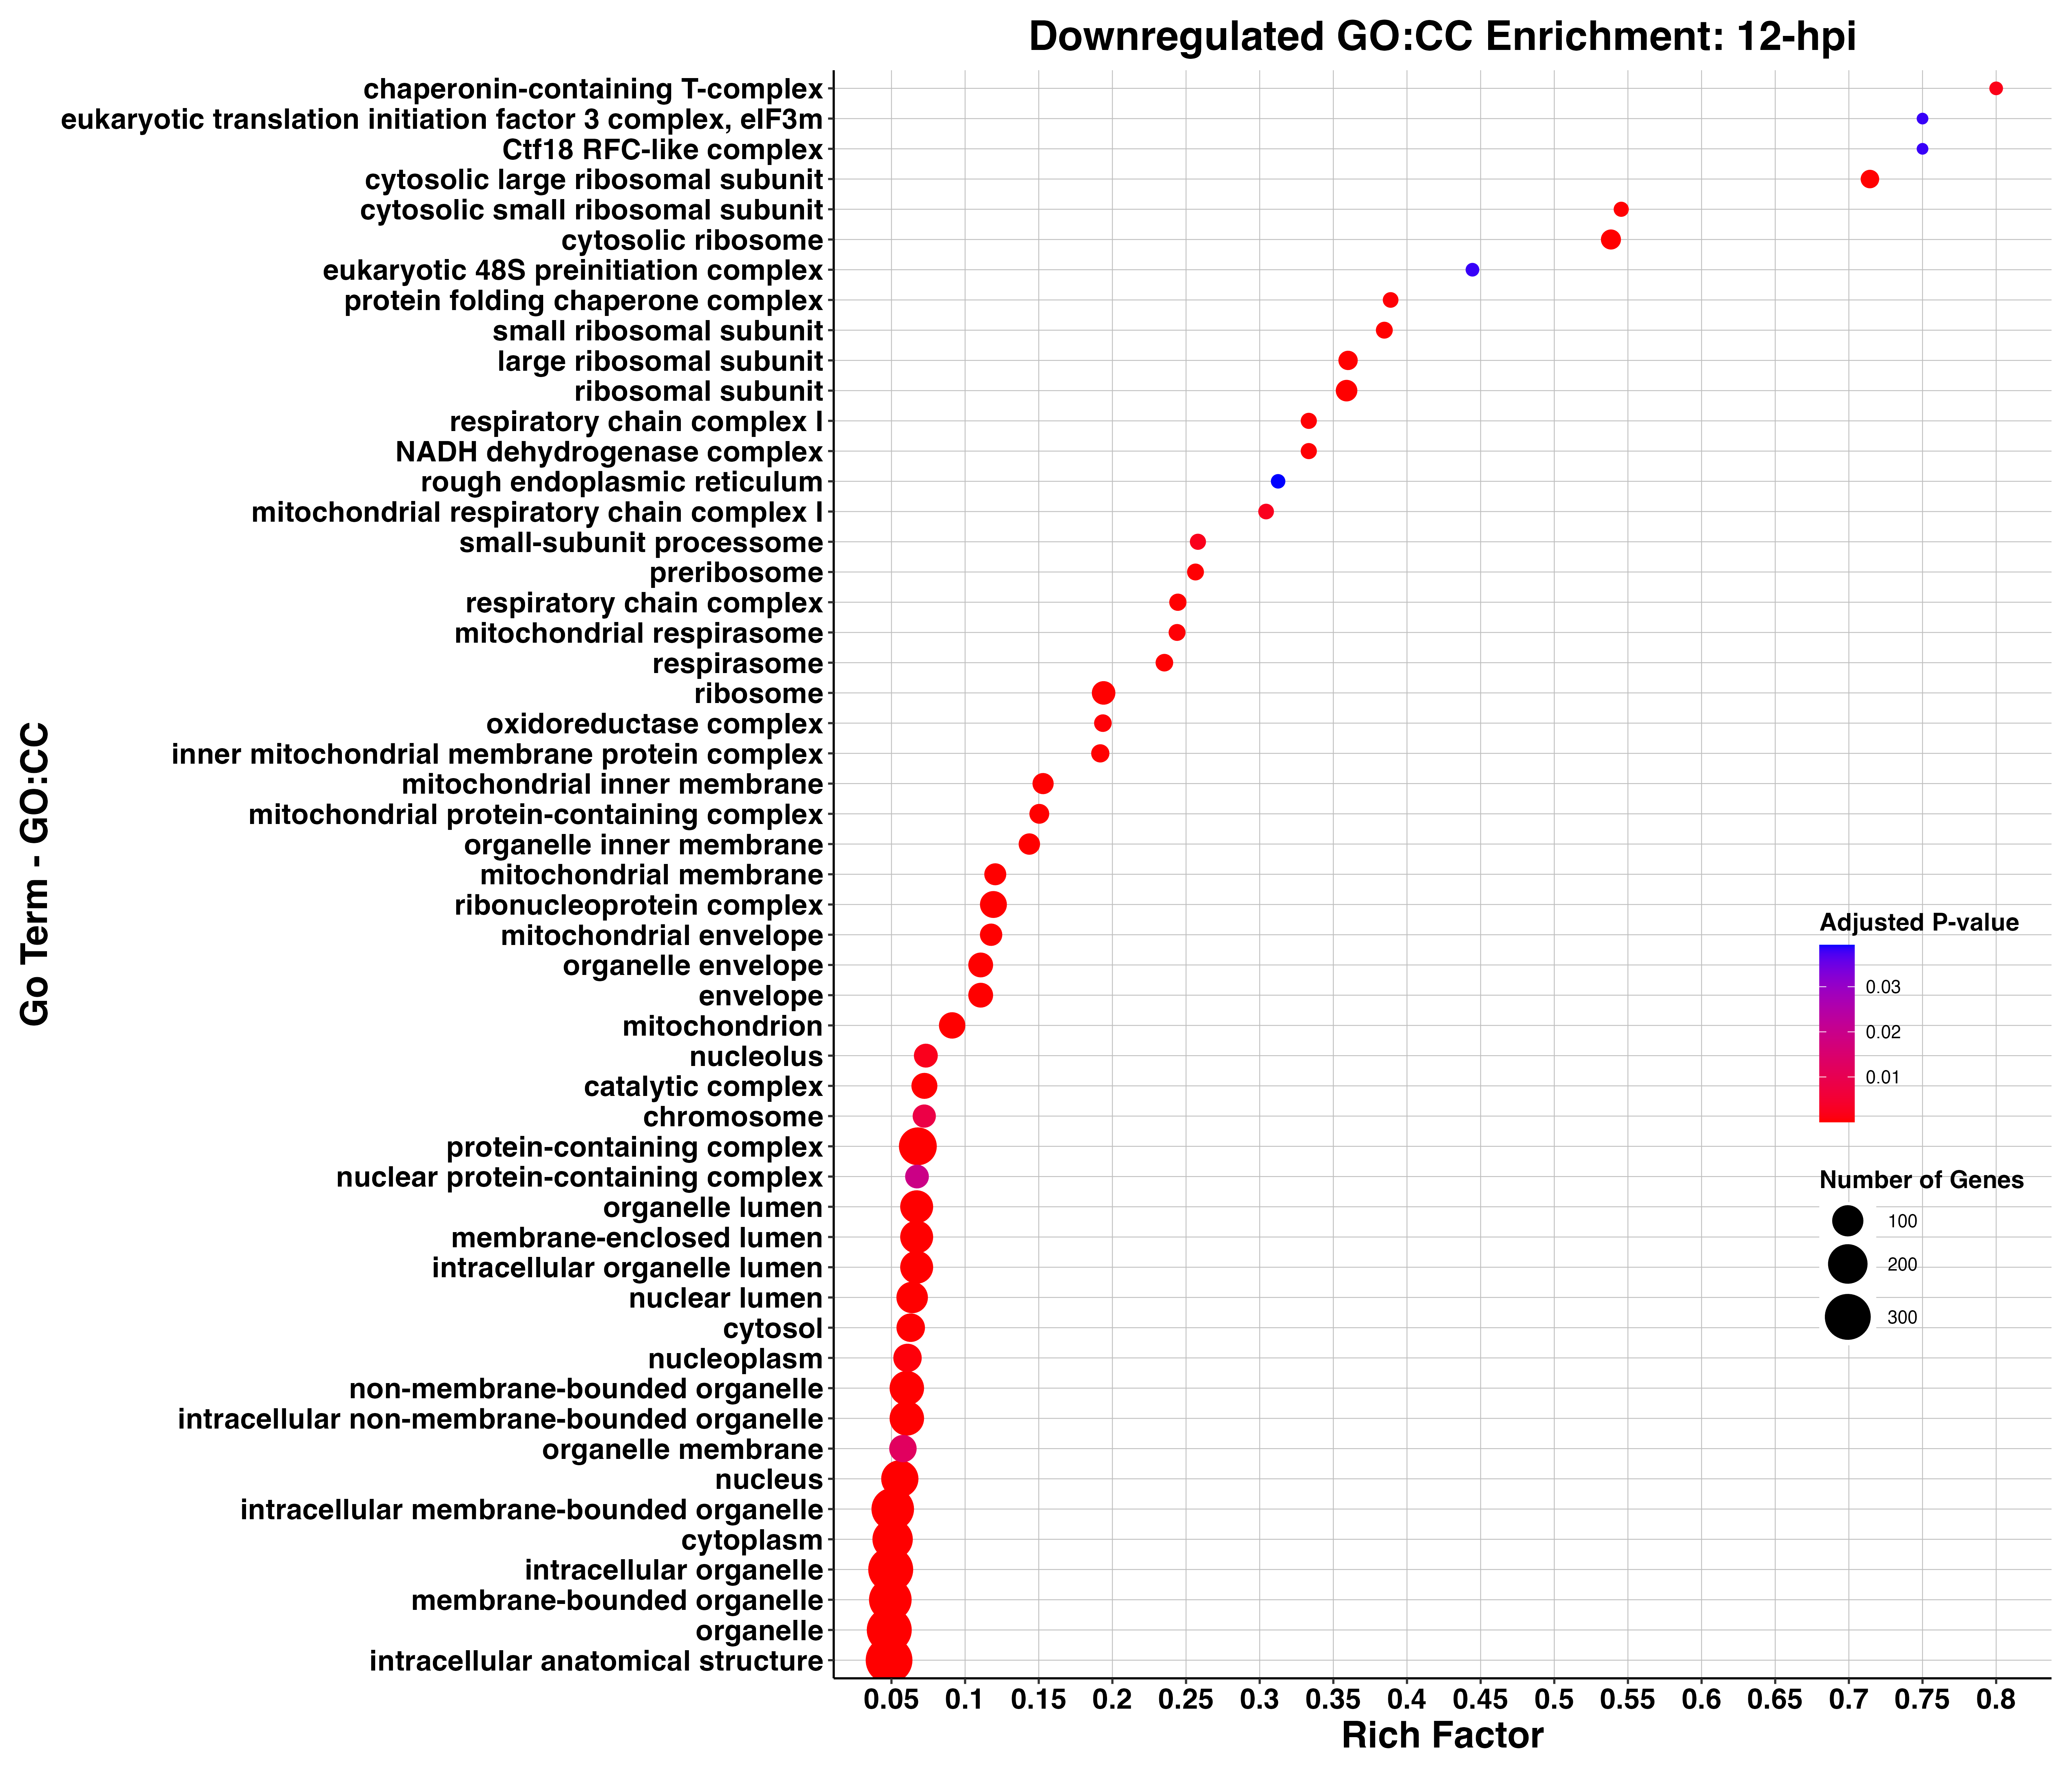 Downregulated GO:CC Enrichment: 12-hpi
Go Term - GO:CC
chaperonin-containing T-complex
eukaryotic translation initiation factor 3 complex, eIF3m
Ctf18 RFC-like complex
cytosolic large ribosomal subunit
cytosolic small ribosomal subunit
cytosolic ribosome
eukaryotic 48S preinitiation complex
protein folding chaperone complex
small ribosomal subunit
large ribosomal subunit
ribosomal subunit
respiratory chain complex I
NADH dehydrogenase complex
rough endoplasmic reticulum
mitochondrial respiratory chain complex I
small-subunit processome
preribosome
respiratory chain complex
mitochondrial respirasome
respirasome
ribosome
oxidoreductase complex
inner mitochondrial membrane protein complex
mitochondrial inner membrane
mitochondrial protein-containing complex
organelle inner membrane
mitochondrial membrane
ribonucleoprotein complex
mitochondrial envelope
organelle envelope
envelope
mitochondrion
nucleolus
catalytic complex
chromosome
protein-containing complex
nuclear protein-containing complex
organelle lumen
membrane-enclosed lumen
intracellular organelle lumen
nuclear lumen
cytosol
nucleoplasm
non-membrane-bounded organelle
intracellular non-membrane-bounded organelle
organelle membrane
nucleus
intracellular membrane-bounded organelle
cytoplasm
intracellular organelle
membrane-bounded organelle
organelle
intracellular anatomical structure
0.05 0.1 0.15 0.2 0.25 0.3 0.35 0.4 0.45 0.5 0.55 0.6 0.65 0.7 0.75 0.8
Rich Factor
Adjusted P-value
0.03
0.02
0.01
Number of Genes
100
200
300